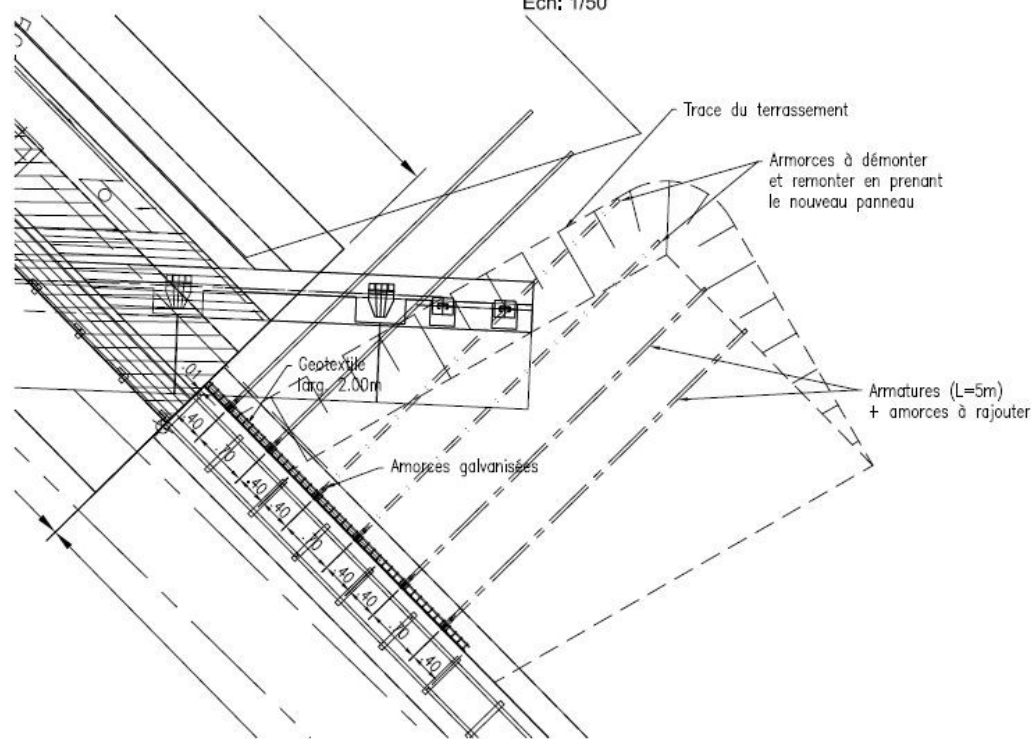 Ech: 1/50
Trace du terrassement
Armorces à démonter
et remonter en prenant
le nouveau panneau
Geotextile
larg. 2.00m
Armatures (L=5m)
+ amorces à rajouter
Amorces galvanisées
.01
.40
.70
.40
.40
.70
.40
.40
.70
.40